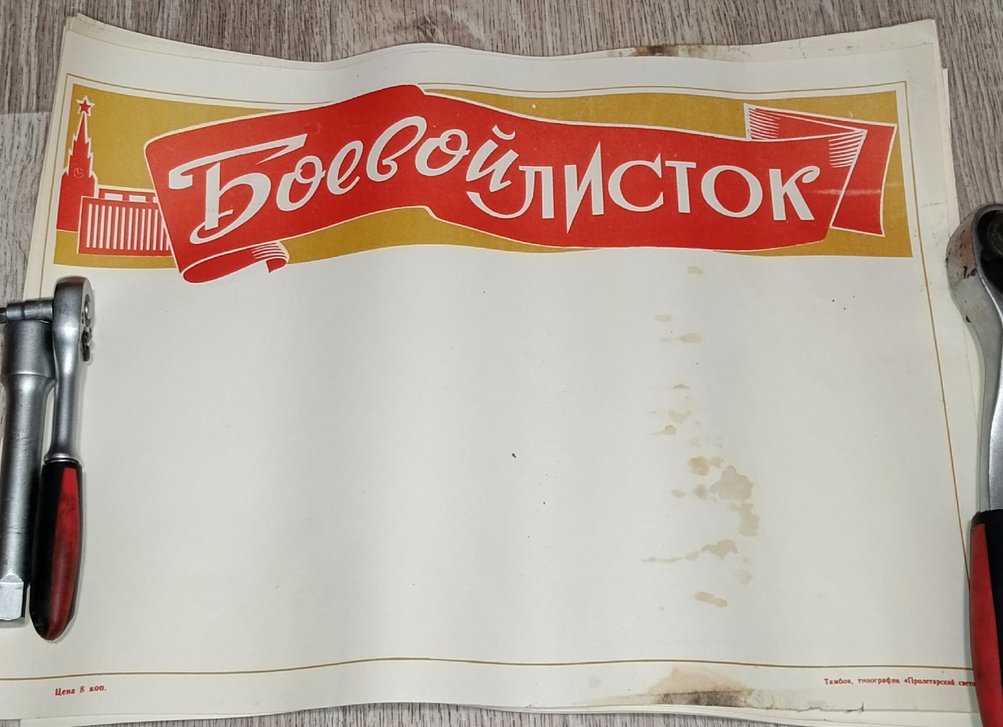 Боевой листок
Цена 8 коп.
Тамбов, типография «Пролетарский